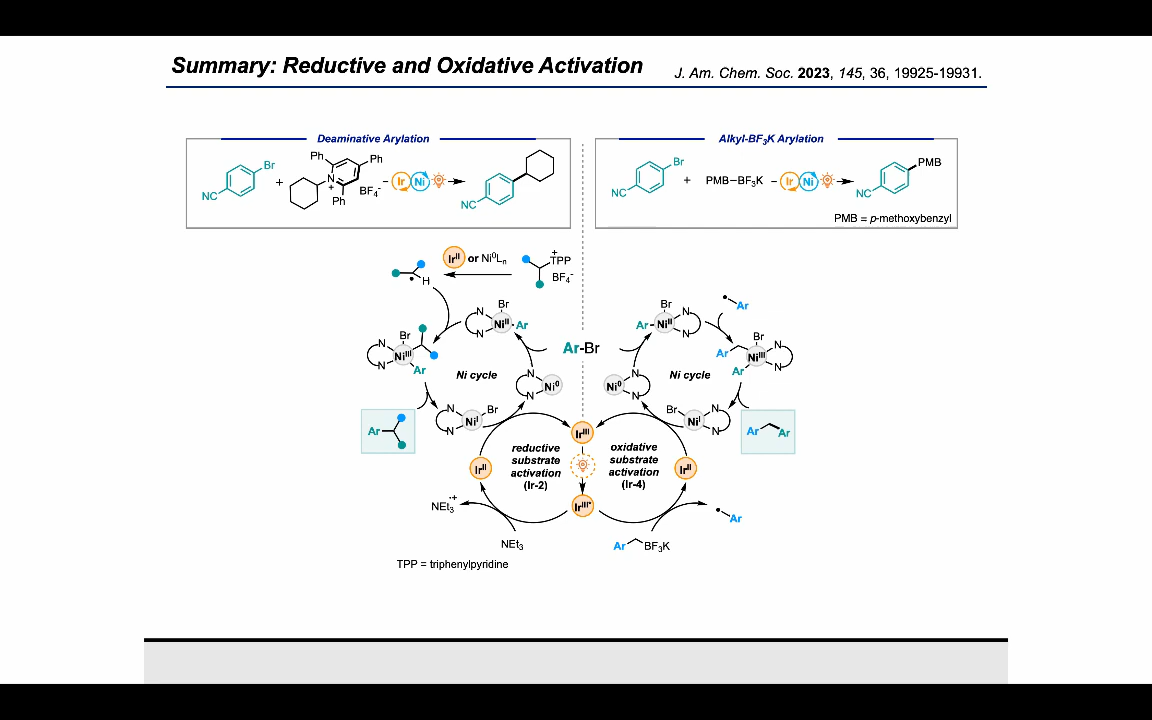 Summary: Reductive and Oxidative Activation
J. Am. Chem. Soc. 2023, 145, 36, 19925-19931.
Deaminative Arylation
NC
Br
+
Ph
Ph
N
+
Ph
BF₄⁻
Ir
Ni
NC
Alkyl-BF₃K Arylation
NC
Br
+
PMB–BF₃K
Ir
Ni
NC
PMB
PMB = p-methoxybenzyl
H
Irᴵᴵ or Ni⁰Lₙ
+
TPP
BF₄⁻
N
N
Br
Niᴵᴵ
Ar
N
N
Br
Niᴵᴵᴵ
Ar
Ni cycle
N
N
Ni⁰
Ar
N
N
Niᴵ
Br
Ar-Br
Br
Ar
Niᴵᴵ
N
N
Ar
Ar
Br
Niᴵᴵᴵ
N
N
Ar
Ni cycle
Ni⁰
N
N
Br
Niᴵ
N
N
Ar
Ar
Irᴵᴵᴵ
reductive
substrate
activation
(Ir-2)
oxidative
substrate
activation
(Ir-4)
Irᴵᴵ
Irᴵᴵ
Irᴵᴵᴵ*
NEt₃·⁺
NEt₃
Ar
BF₃K
Ar
TPP = triphenylpyridine